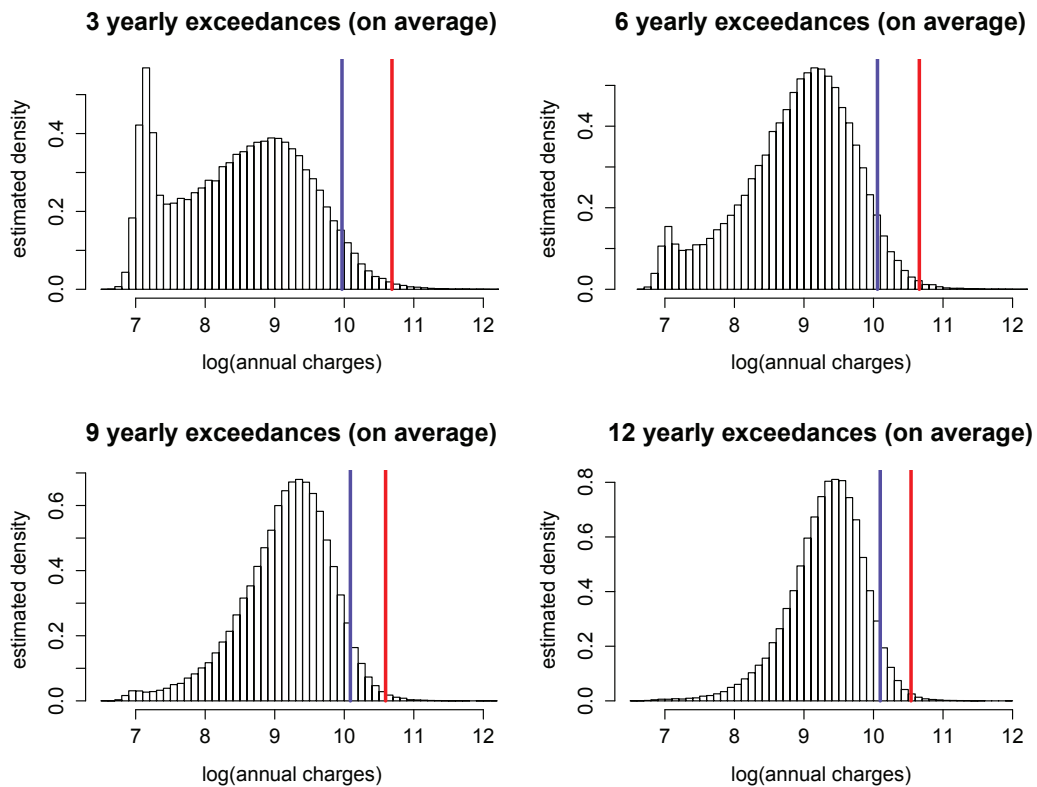 3 yearly exceedances (on average)
estimated density
0.0 0.2 0.4
7 8 9 10 11 12
log(annual charges)
6 yearly exceedances (on average)
estimated density
0.0 0.2 0.4
7 8 9 10 11 12
log(annual charges)
9 yearly exceedances (on average)
estimated density
0.0 0.2 0.4 0.6
7 8 9 10 11 12
log(annual charges)
12 yearly exceedances (on average)
estimated density
0.0 0.2 0.4 0.6 0.8
7 8 9 10 11 12
log(annual charges)